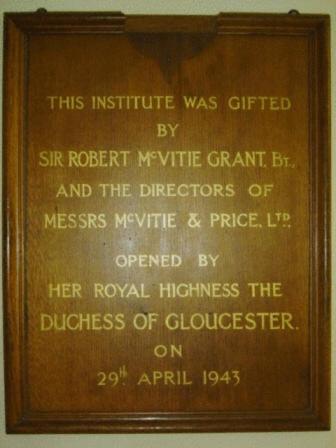 THIS INSTITUTE WAS GIFTED
BY
SIR ROBERT McVITIE GRANT, Bt.,
AND THE DIRECTORS OF
MESSRS McVITIE & PRICE, LTD.
OPENED BY
HER ROYAL HIGHNESS THE
DUCHESS OF GLOUCESTER.
ON
29th APRIL 1943